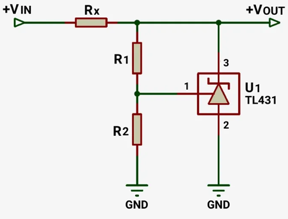 +VIN
Rx
+VOUT
R1
3
1
U1
TL431
R2
2
GND
GND